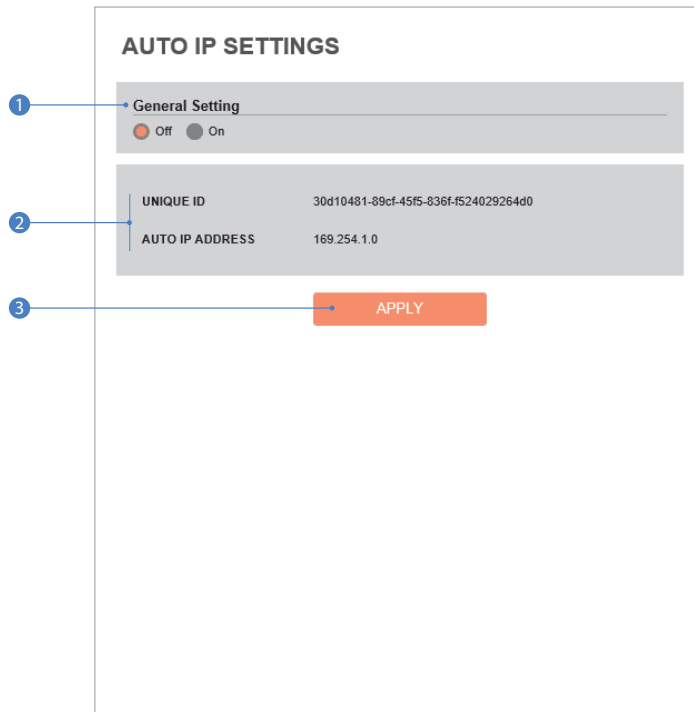 AUTO IP SETTINGS
1
General Setting
Off On
2
UNIQUE ID 30d10481-89cf-45f5-836f-f524029264d0
AUTO IP ADDRESS 169.254.1.0
3
APPLY